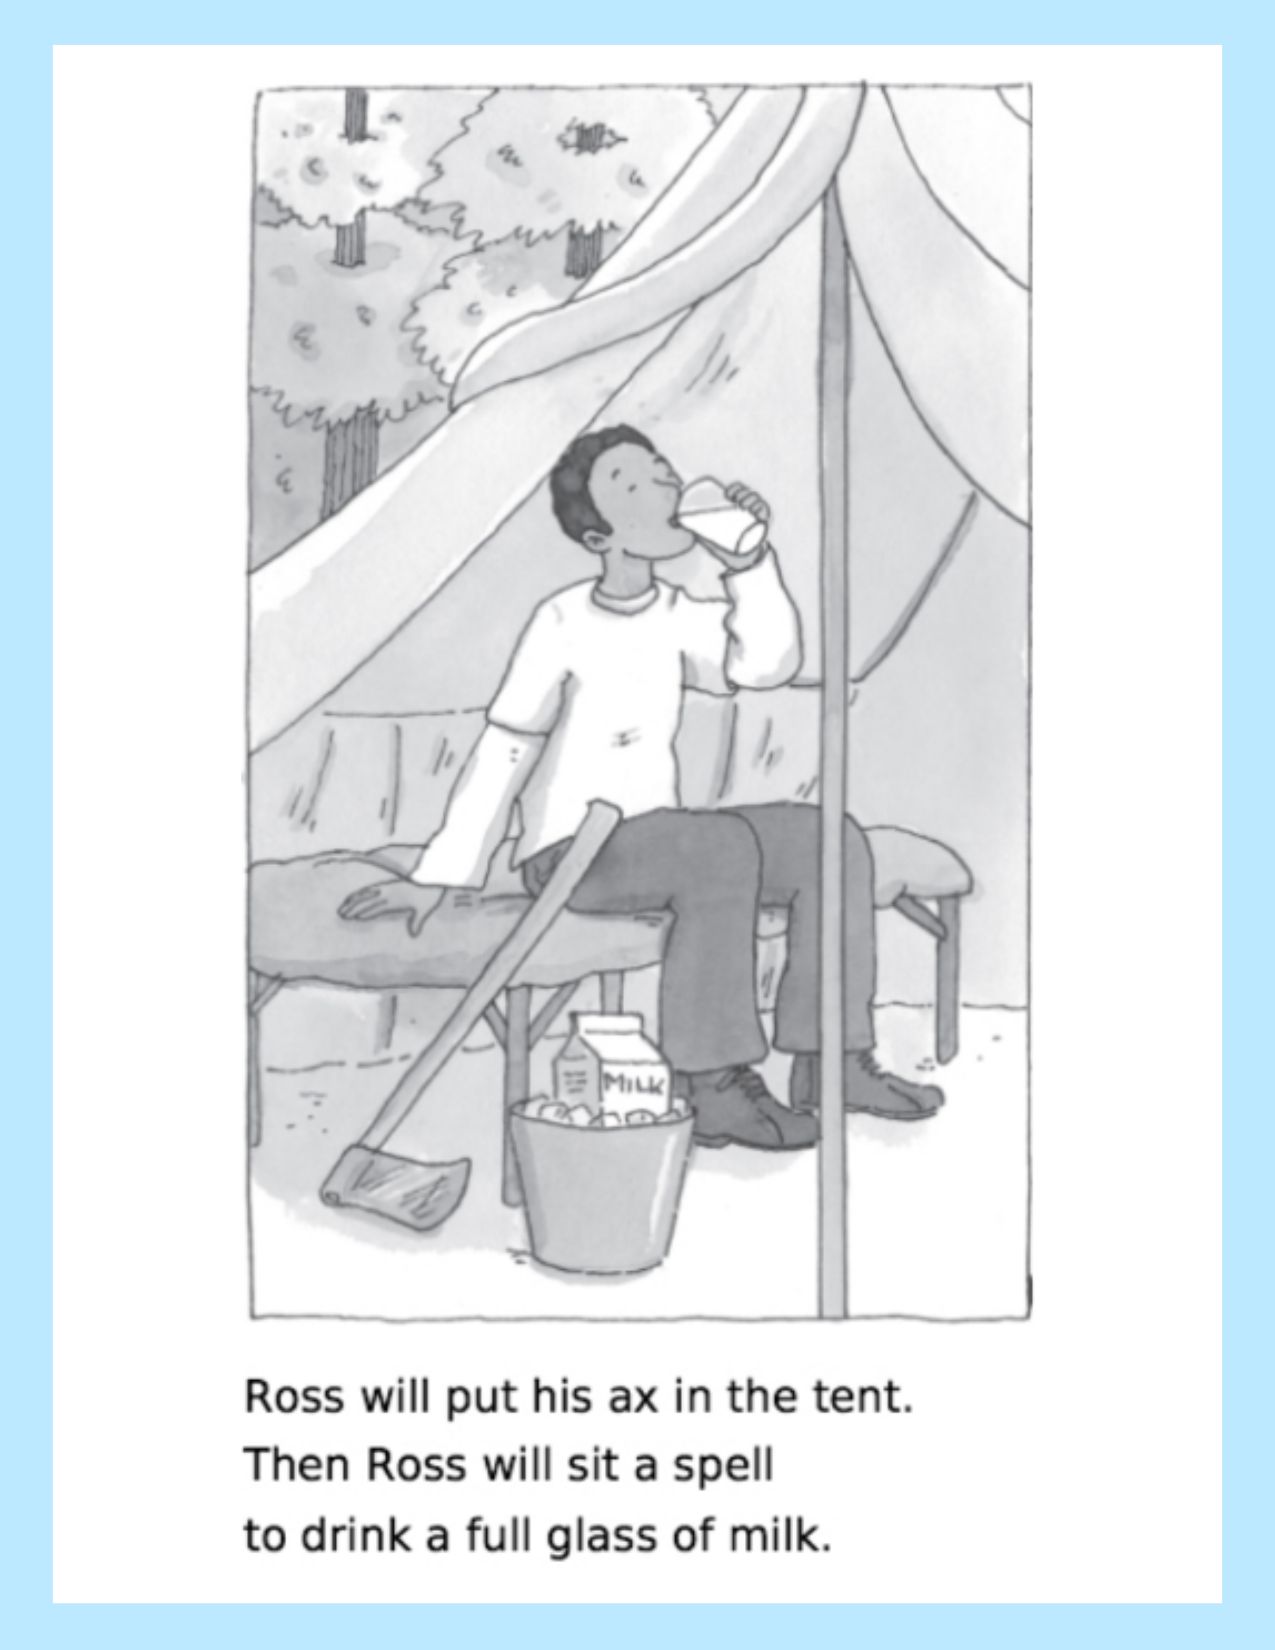 MILK
Ross will put his ax in the tent.
Then Ross will sit a spell
to drink a full glass of milk.